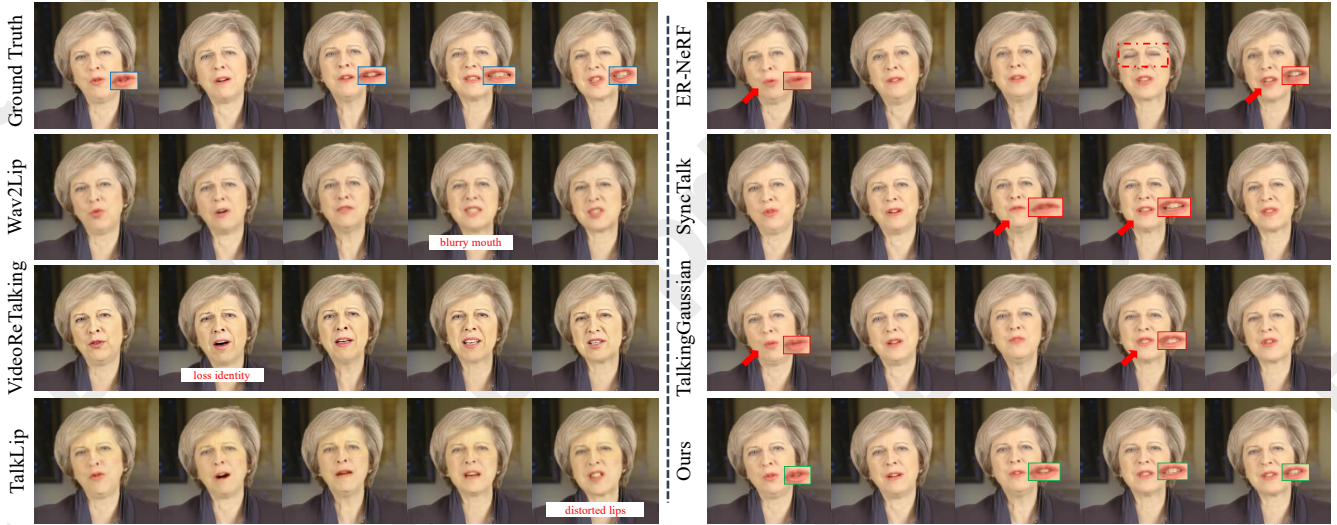 Ground Truth
Wav2Lip
blurry mouth
VideoReTalking
loss identity
TalkLip
distorted lips
ER-NeRF
SyncTalk
TalkingGaussian
Ours